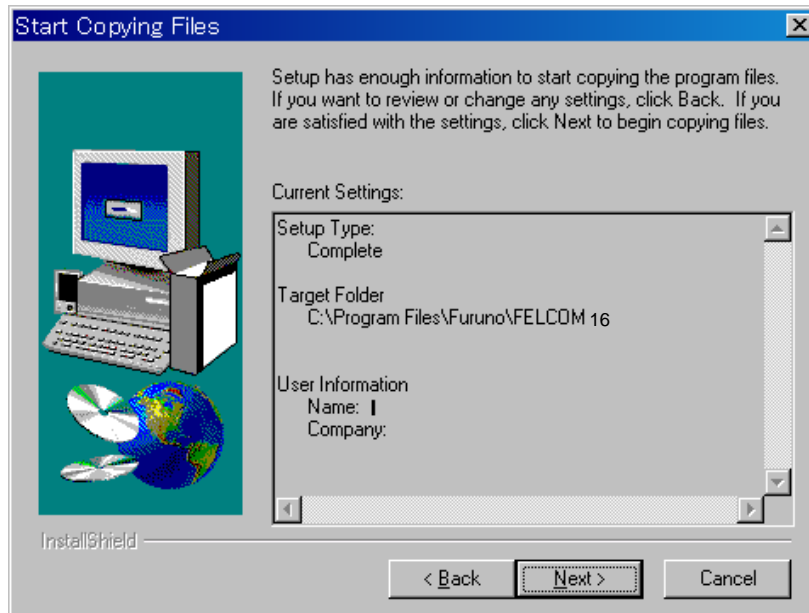 Start Copying Files
Setup has enough information to start copying the program files.
If you want to review or change any settings, click Back.  If you
are satisfied with the settings, click Next to begin copying files.
Current Settings:
Setup Type:
Complete
Target Folder
C:\Program Files\Furuno\FELCOM 16
User Information
Name:
Company:
InstallShield
< Back
Next >
Cancel